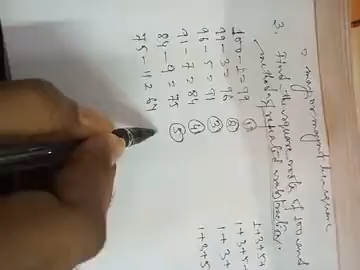 3. Find the square roots of 100 and
method of repeated subtraction.
100 - 1 = 99 ①
99 - 3 = 96 ②
96 - 5 = 91 ③
91 - 7 = 84 ④
84 - 9 = 75 ⑤
75 - 11 = 64
1+3+5
1+3+5
1+3+
1+3+5